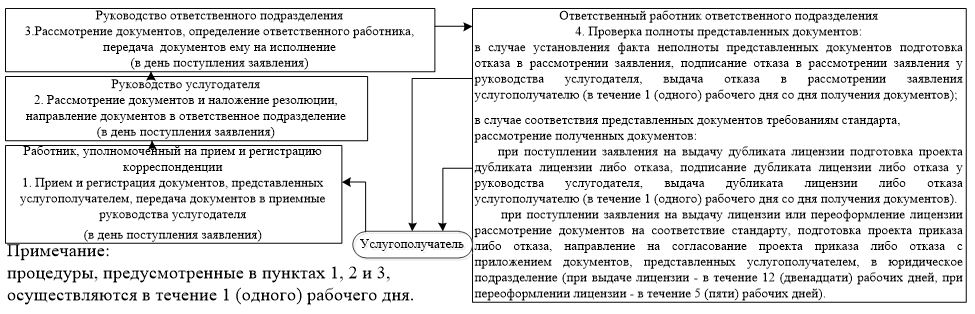 Руководство ответственного подразделения
3.Рассмотрение документов, определение ответственного работника,
передача документов ему на исполнение
(в день поступления заявления)
Руководство услугодателя
2. Рассмотрение документов и наложение резолюции,
направление документов в ответственное подразделение
(в день поступления заявления)
Работник, уполномоченный на прием и регистрацию
корреспонденции
1. Прием и регистрация документов, представленных
услугополучателем, передача документов в приемные
руководства услугодателя
(в день поступления заявления)
Примечание:
процедуры, предусмотренные в пунктах 1, 2 и 3,
осуществляются в течение 1 (одного) рабочего дня.
Услугополучатель
Ответственный работник ответственного подразделения
4. Проверка полноты представленных документов:
в случае установления факта неполноты представленных документов подготовка
отказа в рассмотрении заявления, подписание отказа в рассмотрении заявления у
руководства услугодателя, выдача отказа в рассмотрении заявления
услугополучателю (в течение 1 (одного) рабочего дня со дня получения документов);
в случае соответствия представленных документов требованиям стандарта,
рассмотрение полученных документов:
при поступлении заявления на выдачу дубликата лицензии подготовка проекта
дубликата лицензии либо отказа, подписание дубликата лицензии либо отказа у
руководства услугодателя, выдача дубликата лицензии либо отказа
услугополучателю (в течение 1 (одного) рабочего дня со дня получения документов).
при поступлении заявления на выдачу лицензии или переоформление лицензии
рассмотрение документов на соответствие стандарту, подготовка проекта приказа
либо отказа, направление на согласование проекта приказа либо отказа с
приложением документов, представленных услугополучателем, в юридическое
подразделение (при выдаче лицензии - в течение 12 (двенадцати) рабочих дней, при
переоформлении лицензии - в течение 5 (пяти) рабочих дней).